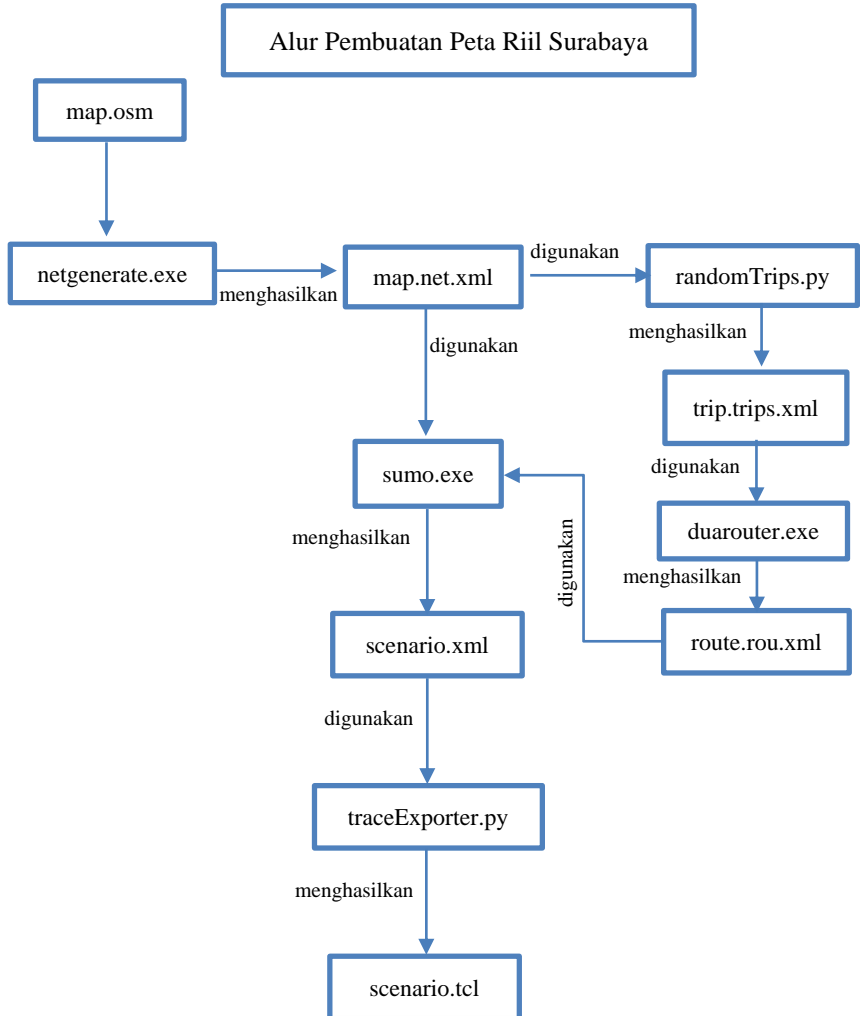 Alur Pembuatan Peta Riil Surabaya
map.osm
netgenerate.exe
menghasilkan
map.net.xml
digunakan
randomTrips.py
menghasilkan
digunakan
trip.trips.xml
digunakan
sumo.exe
duarouter.exe
menghasilkan
menghasilkan
digunakan
scenario.xml
route.rou.xml
digunakan
traceExporter.py
menghasilkan
scenario.tcl